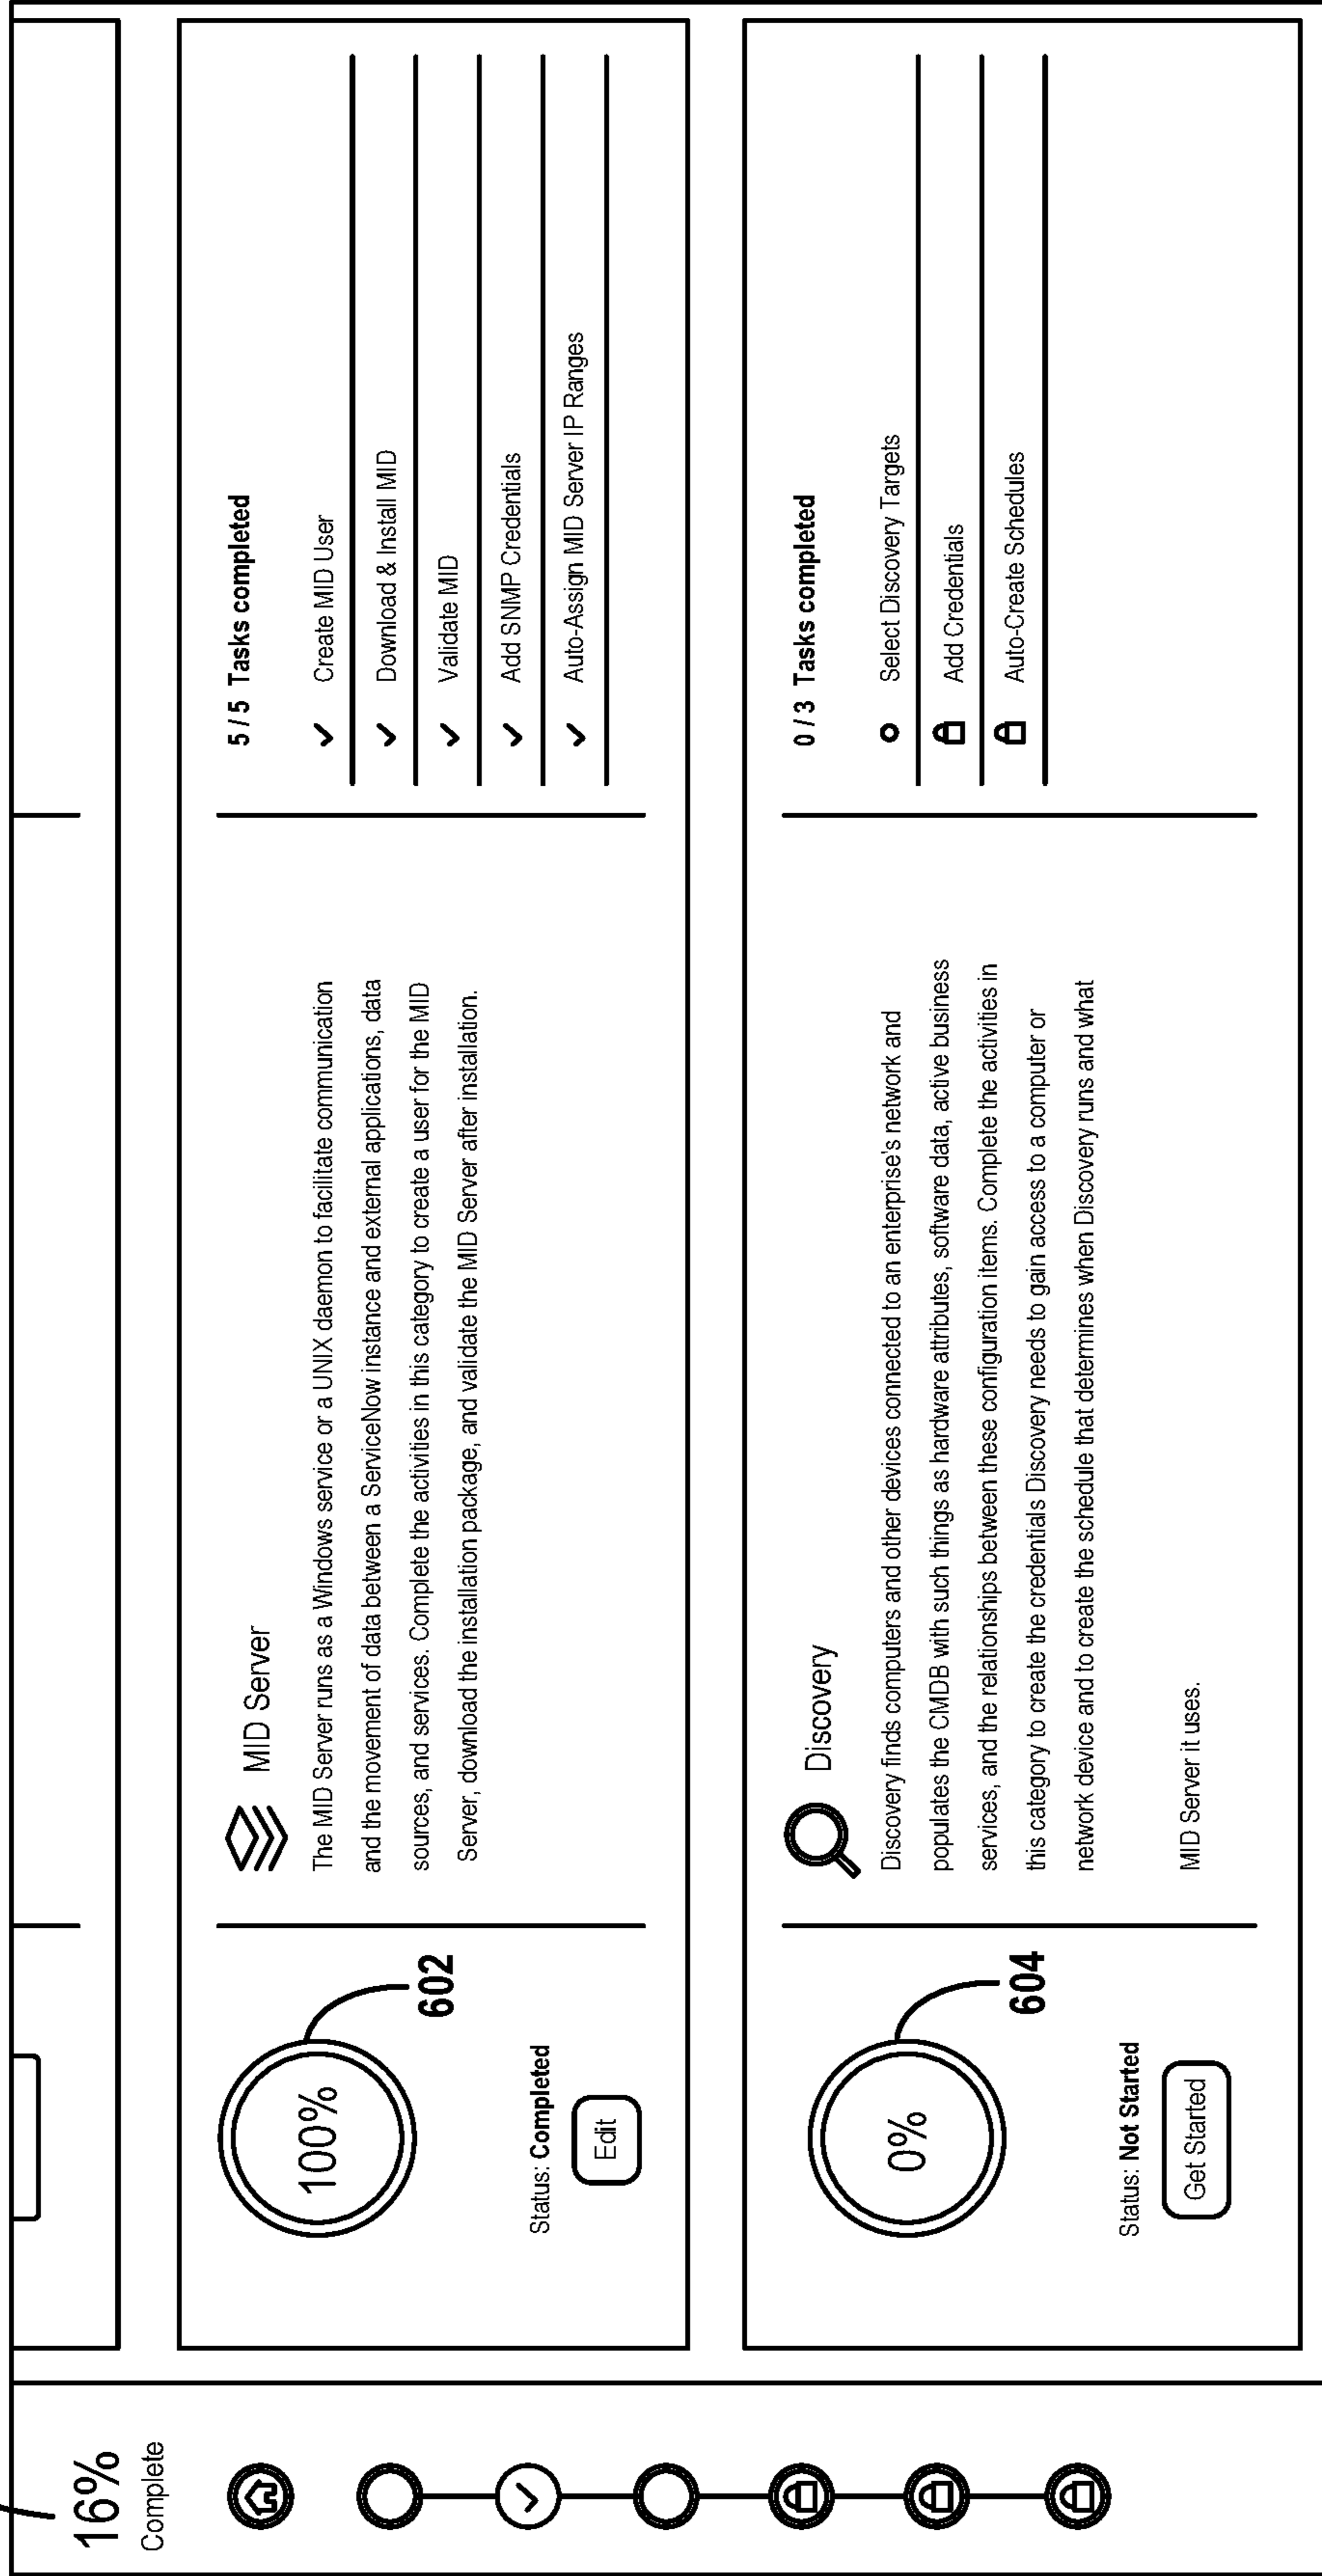 16%
Complete
100%
602
Status: Completed
Edit
MID Server
The MID Server runs as a Windows service or a UNIX daemon to facilitate communication
and the movement of data between a ServiceNow instance and external applications, data
sources, and services. Complete the activities in this category to create a user for the MID
Server, download the installation package, and validate the MID Server after installation.
5 / 5 Tasks completed
Create MID User
Download & Install MID
Validate MID
Add SNMP Credentials
Auto-Assign MID Server IP Ranges
0%
604
Status: Not Started
Get Started
Discovery
Discovery finds computers and other devices connected to an enterprise's network and
populates the CMDB with such things as hardware attributes, software data, active business
services, and the relationships between these configuration items. Complete the activities in
this category to create the credentials Discovery needs to gain access to a computer or
network device and to create the schedule that determines when Discovery runs and what
MID Server it uses.
0 / 3 Tasks completed
Select Discovery Targets
Add Credentials
Auto-Create Schedules